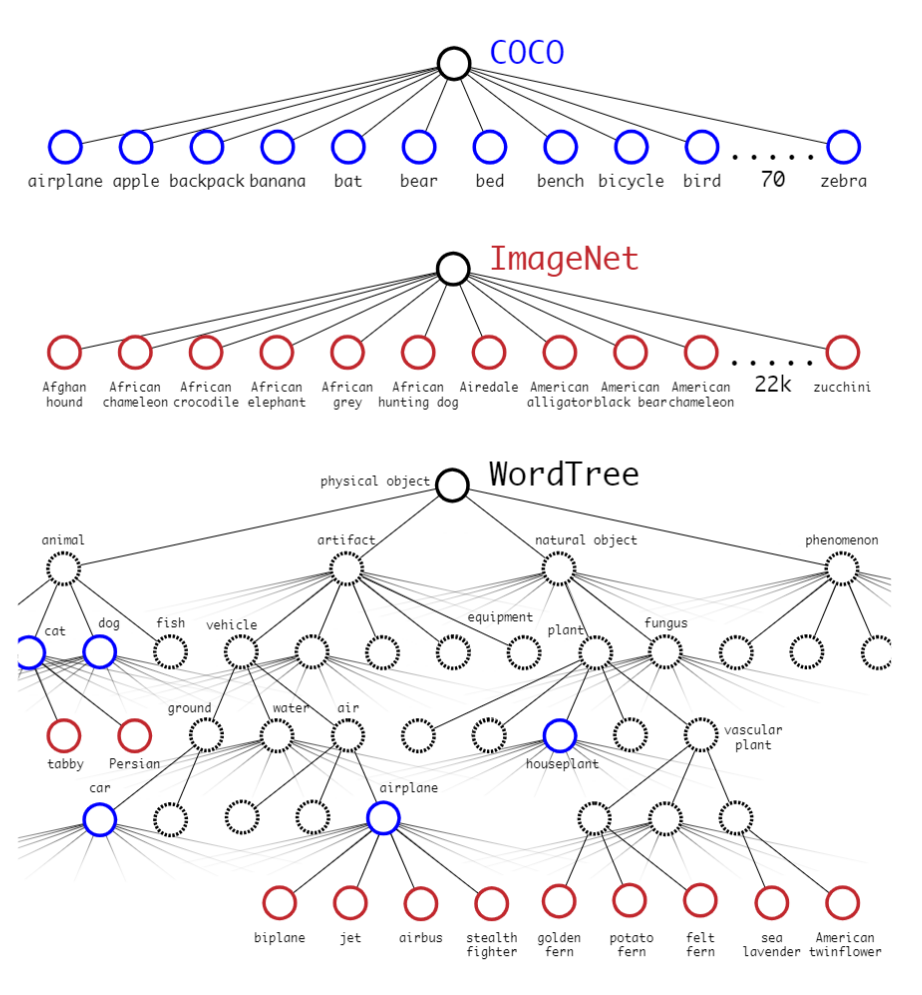 COCO
airplane apple backpack banana bat bear bed bench bicycle bird 70 zebra
ImageNet
Afghan African African African African African Airedale American American American 22k zucchini
hound chameleon crocodile elephant grey hunting dog alligator black bear chameleon
WordTree
physical object
animal artifact natural object phenomenon
cat dog fish vehicle equipment plant fungus
ground water air vascular
plant
tabby Persian houseplant
car airplane
biplane jet airbus stealth golden potato felt sea American
fighter fern fern fern lavender twinflower